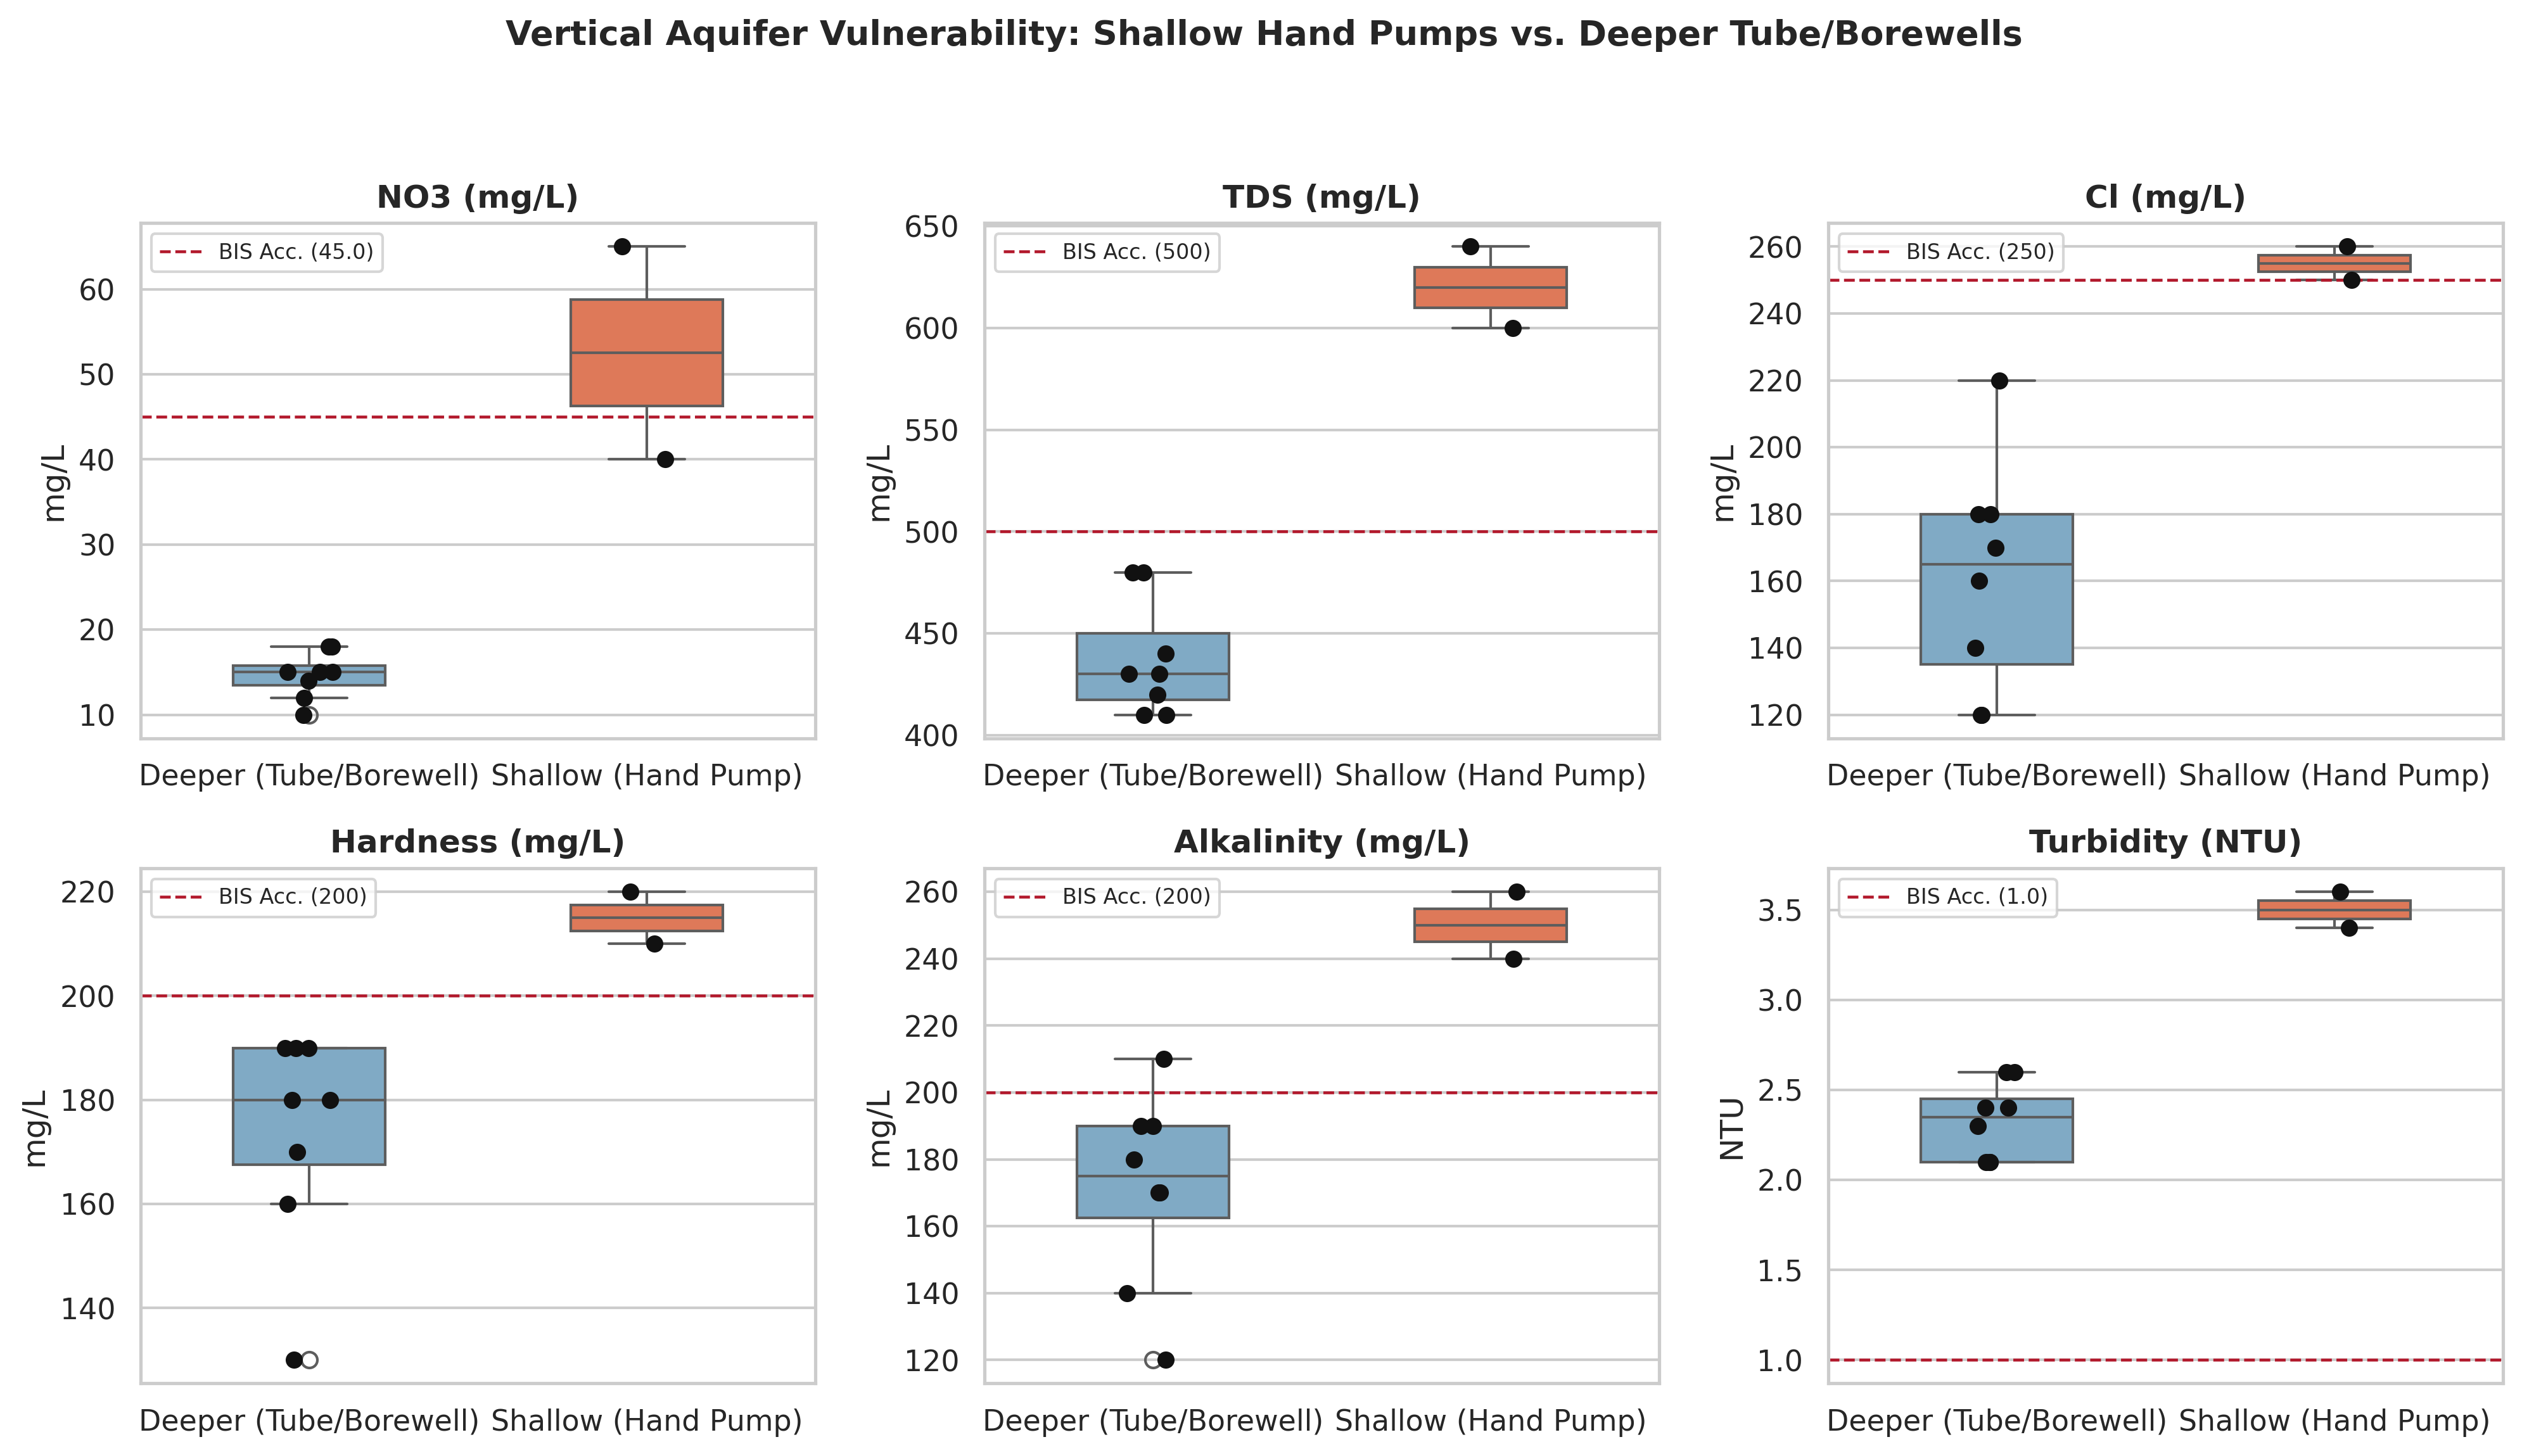 Vertical Aquifer Vulnerability: Shallow Hand Pumps vs. Deeper Tube/Borewells
NO3 (mg/L)
BIS Acc. (45.0)
mg/L
60
50
40
30
20
10
Deeper (Tube/Borewell) Shallow (Hand Pump)
TDS (mg/L)
BIS Acc. (500)
mg/L
650
600
550
500
450
400
Deeper (Tube/Borewell) Shallow (Hand Pump)
Cl (mg/L)
BIS Acc. (250)
mg/L
260
240
220
200
180
160
140
120
Deeper (Tube/Borewell) Shallow (Hand Pump)
Hardness (mg/L)
BIS Acc. (200)
mg/L
220
200
180
160
140
Deeper (Tube/Borewell) Shallow (Hand Pump)
Alkalinity (mg/L)
BIS Acc. (200)
mg/L
260
240
220
200
180
160
140
120
Deeper (Tube/Borewell) Shallow (Hand Pump)
Turbidity (NTU)
BIS Acc. (1.0)
NTU
3.5
3.0
2.5
2.0
1.5
1.0
Deeper (Tube/Borewell) Shallow (Hand Pump)